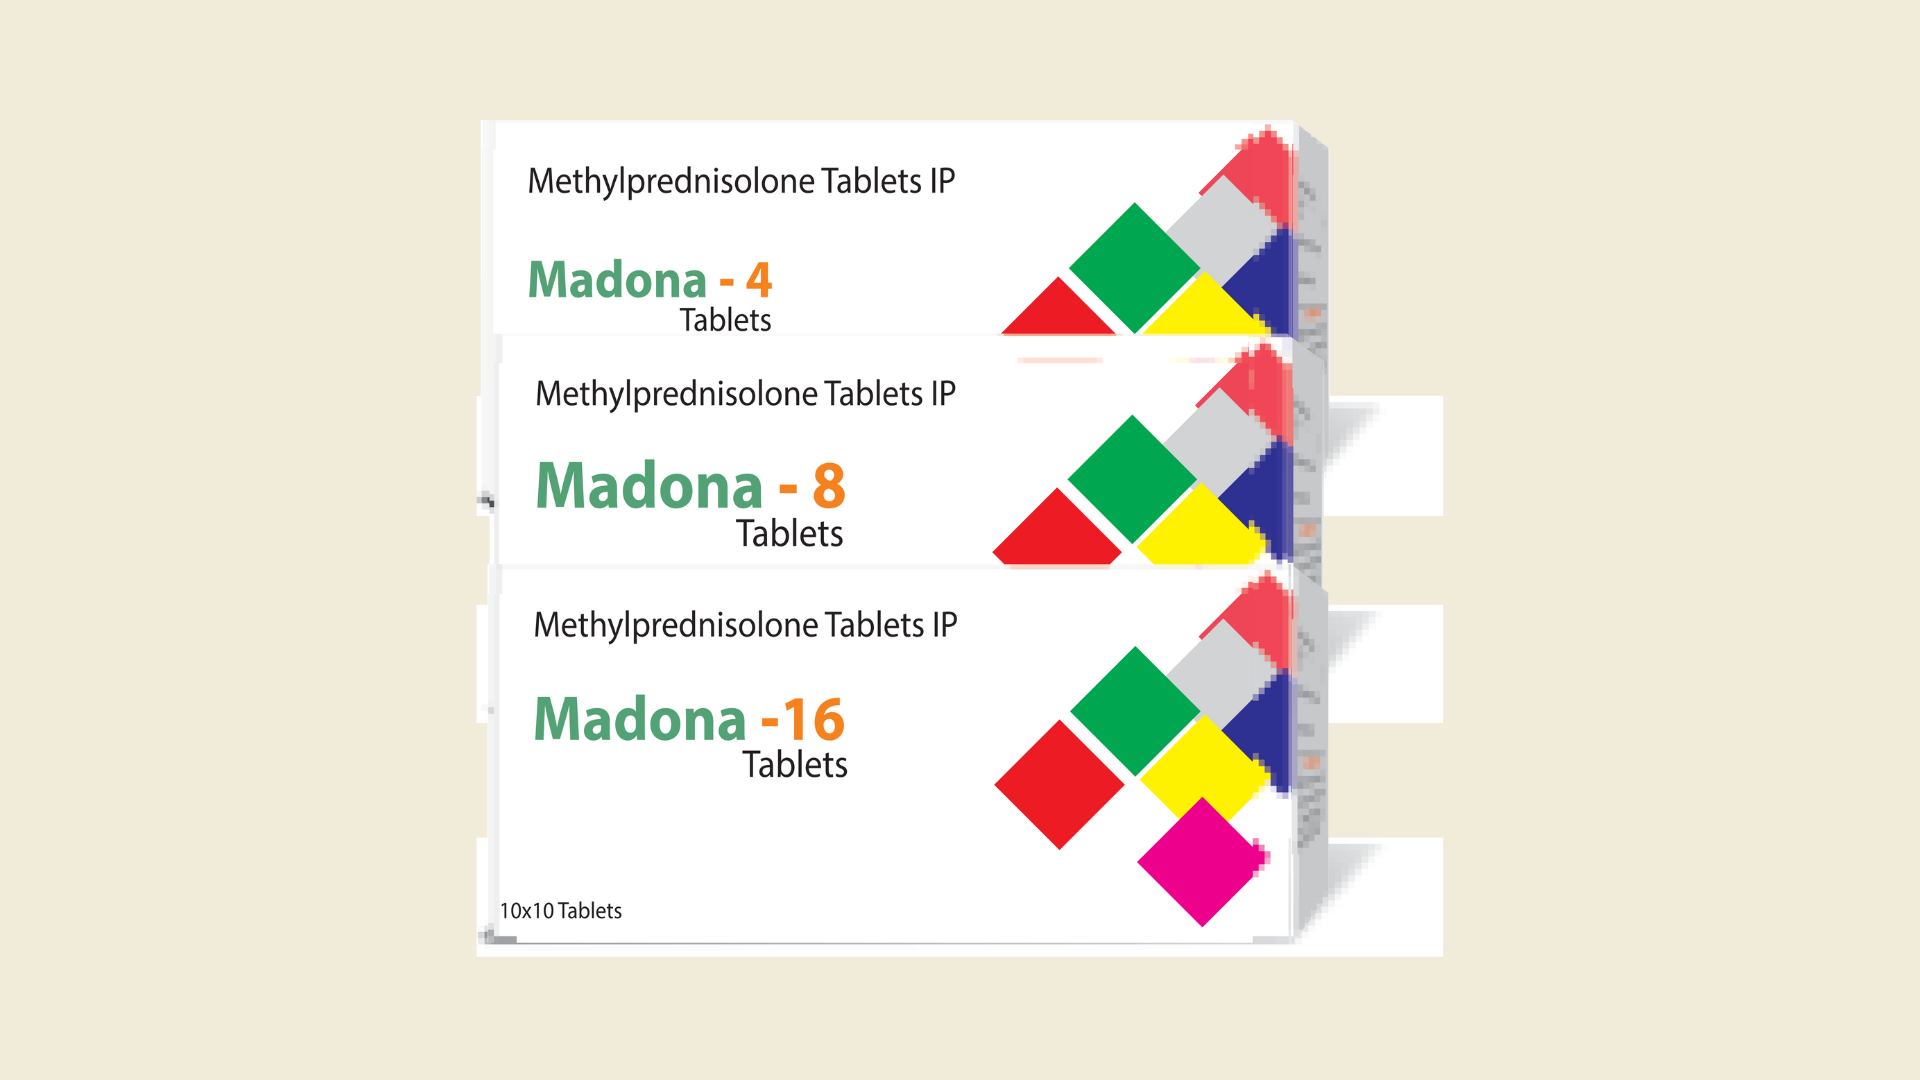 Methylprednisolone Tablets IP
Madona - 4
Tablets
Methylprednisolone Tablets IP
Madona - 8
Tablets
Methylprednisolone Tablets IP
Madona -16
Tablets
10x10 Tablets